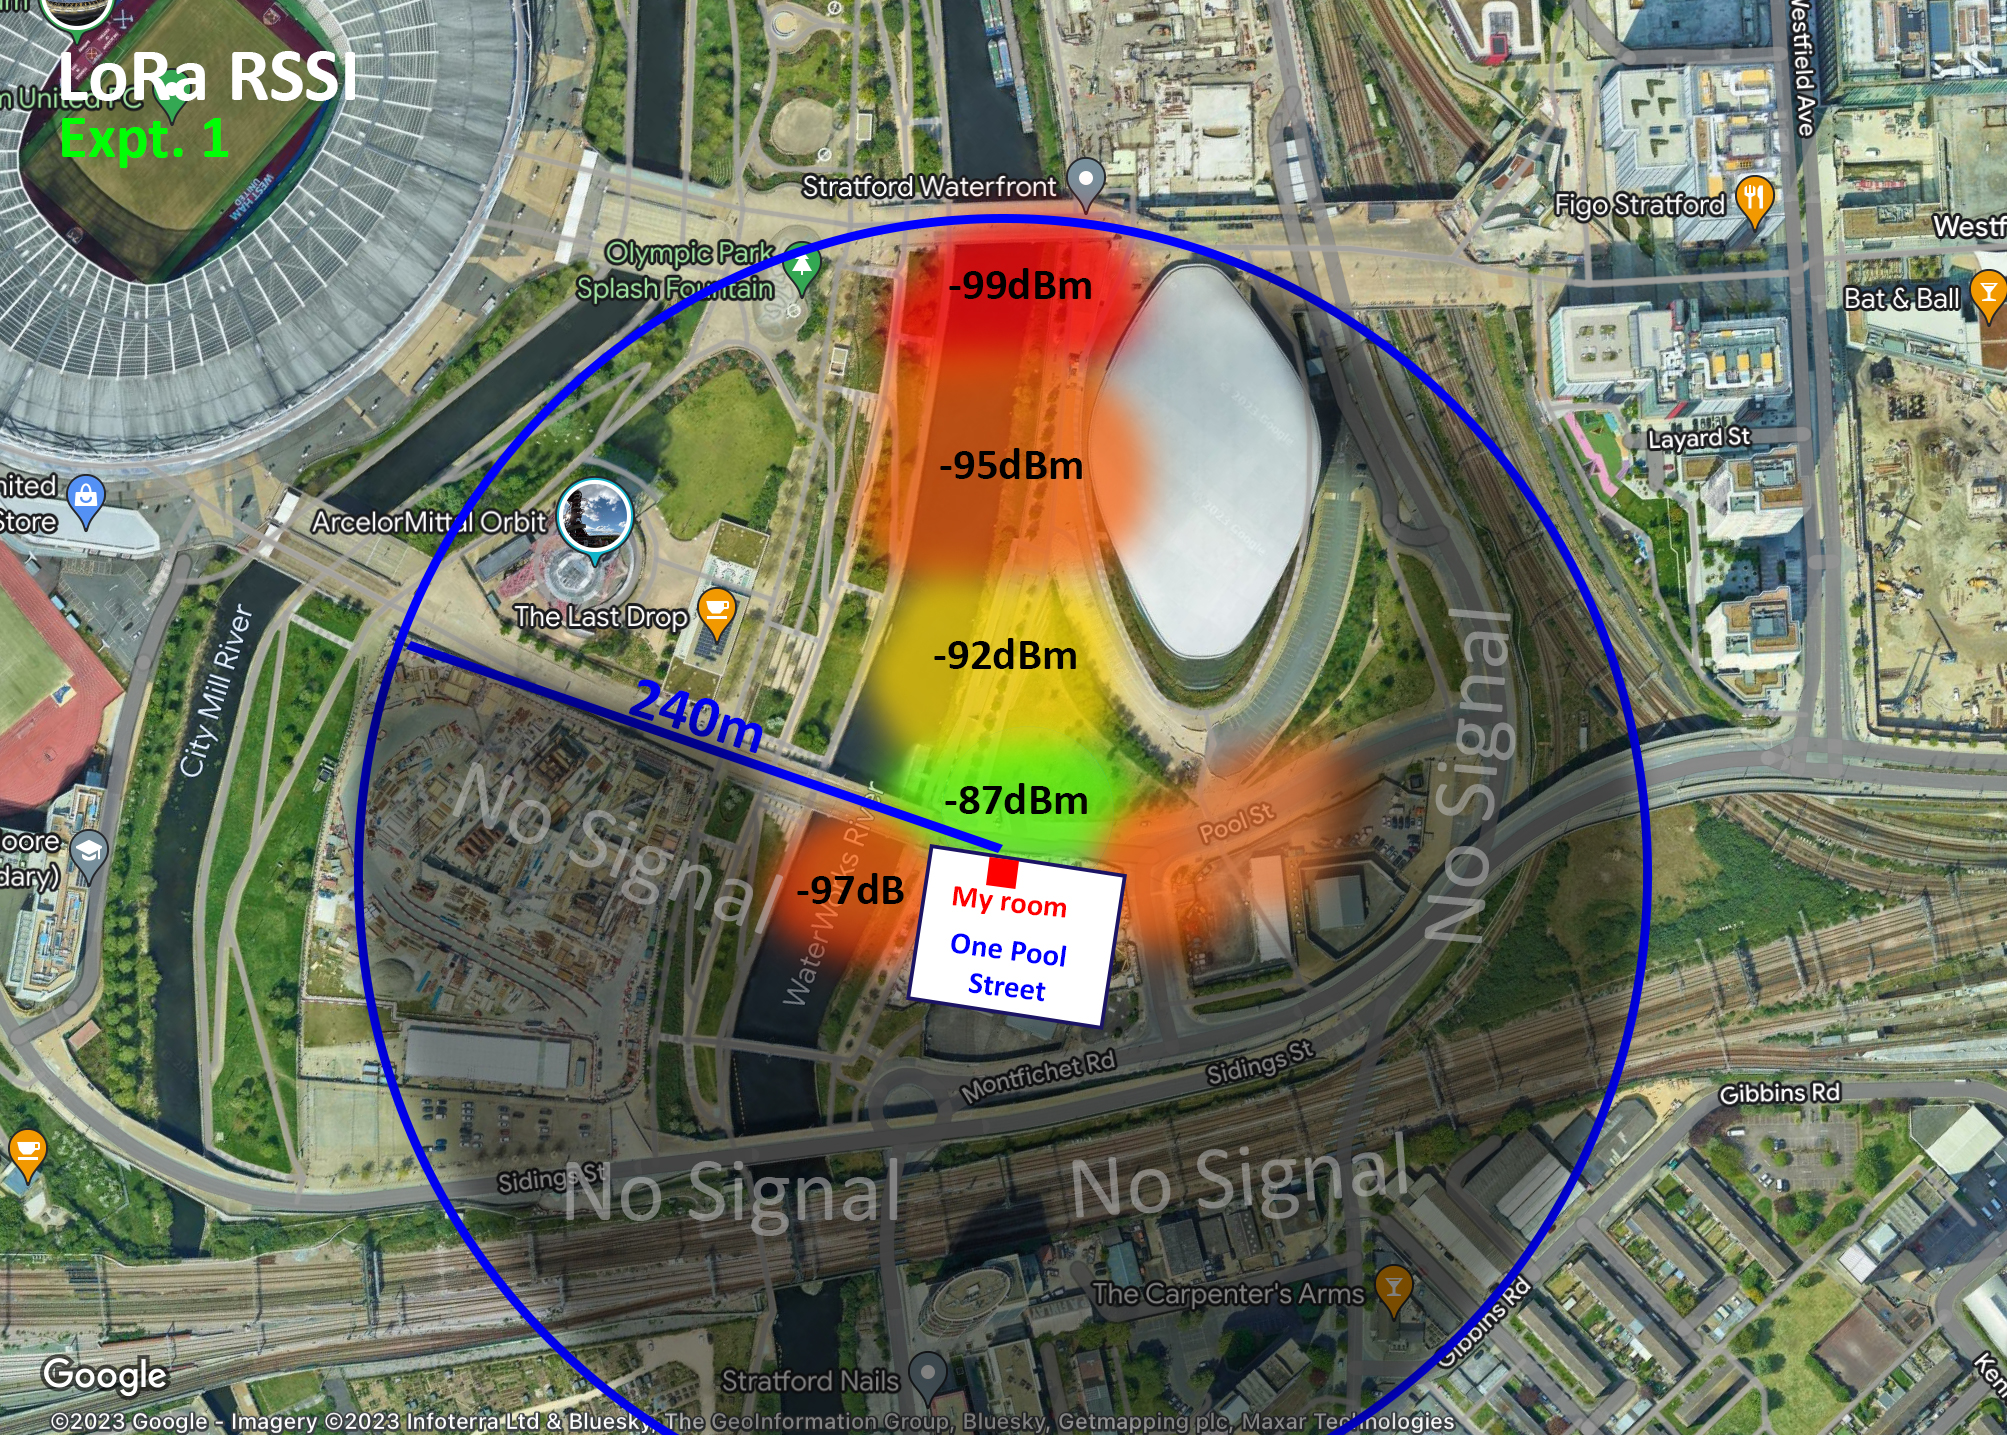 LoRa RSSI
Expt. 1
Westfield Ave
Stratford Waterfront
Figo Stratford
Olympic Park
Splash Fountain
-99dBm
Bat & Ball
Layard St
-95dBm
ArcelorMittal Orbit
Store
The Last Drop
-92dBm
City Mill River
240m
No Signal
No Signal
-87dBm
Pool St
-97dB
WaterWorks River
My room
One Pool
Street
Montfichet Rd
Sidings St
Gibbins Rd
Sidings St
No Signal
No Signal
The Carpenter's Arms
Gibbins Rd
Stratford Nails
Google
©2023 Google - Imagery ©2023 Infoterra Ltd & Bluesky, The GeoInformation Group, Bluesky, Getmapping plc, Maxar Technologies